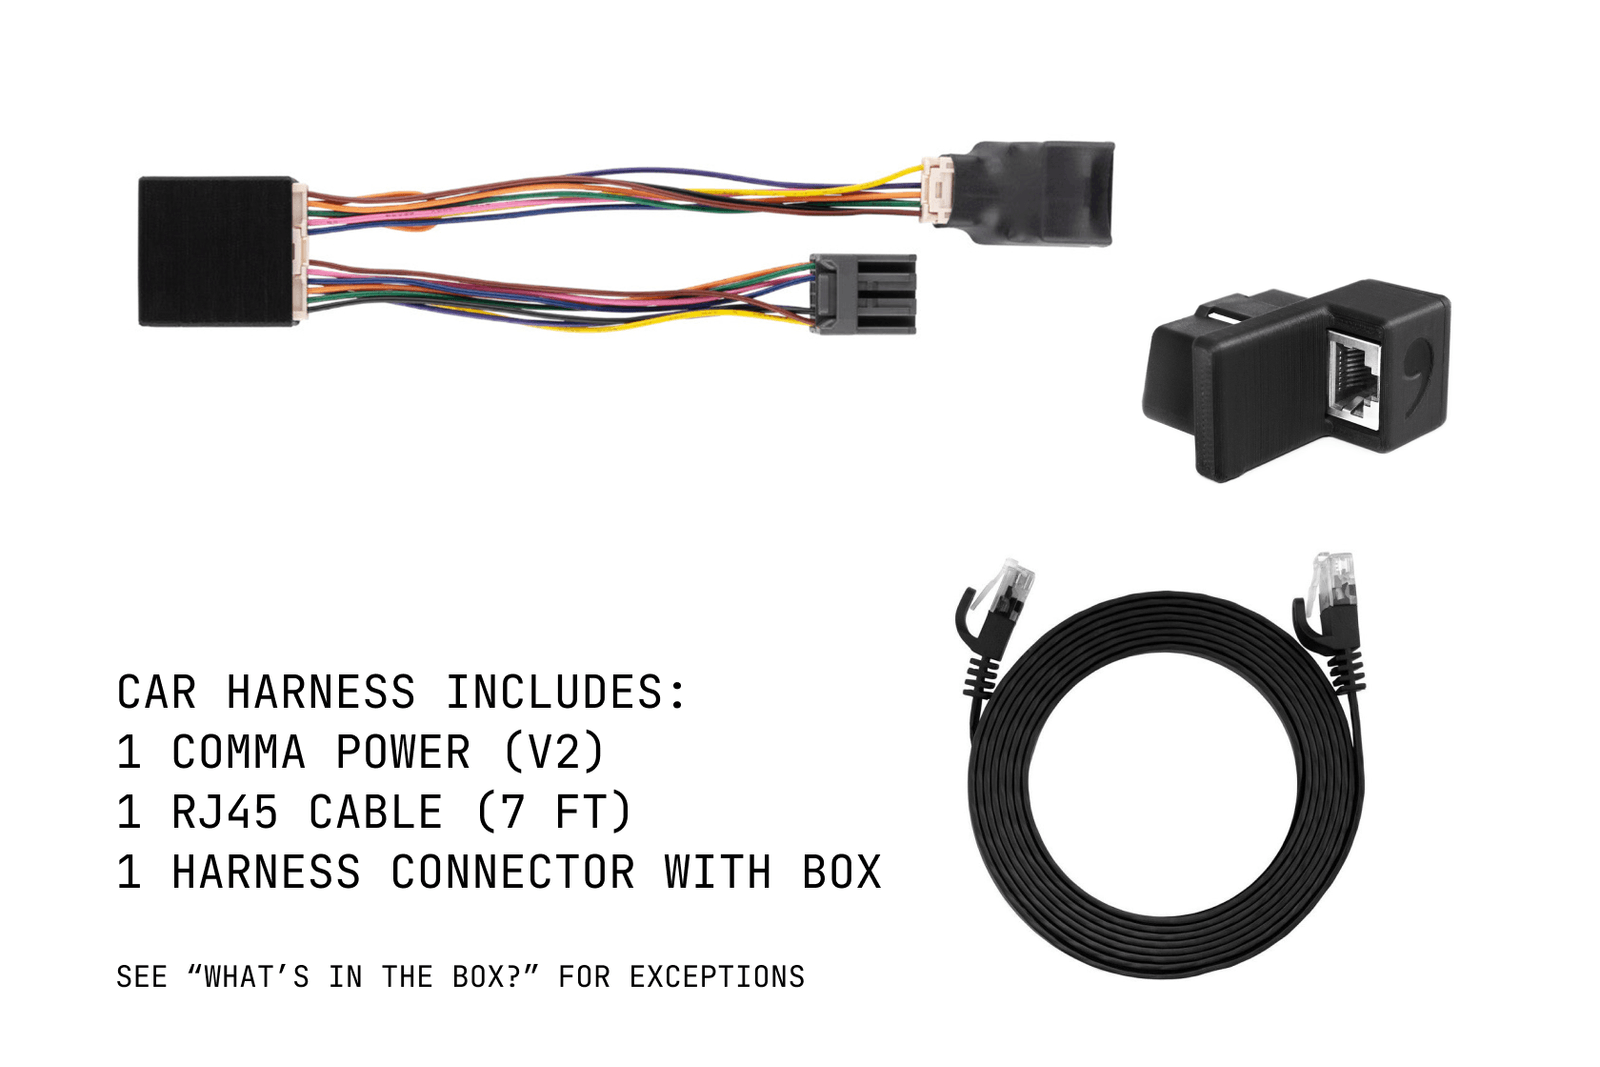 CAR HARNESS INCLUDES:
1 COMMA POWER (V2)
1 RJ45 CABLE (7 FT)
1 HARNESS CONNECTOR WITH BOX
SEE “WHAT’S IN THE BOX?” FOR EXCEPTIONS